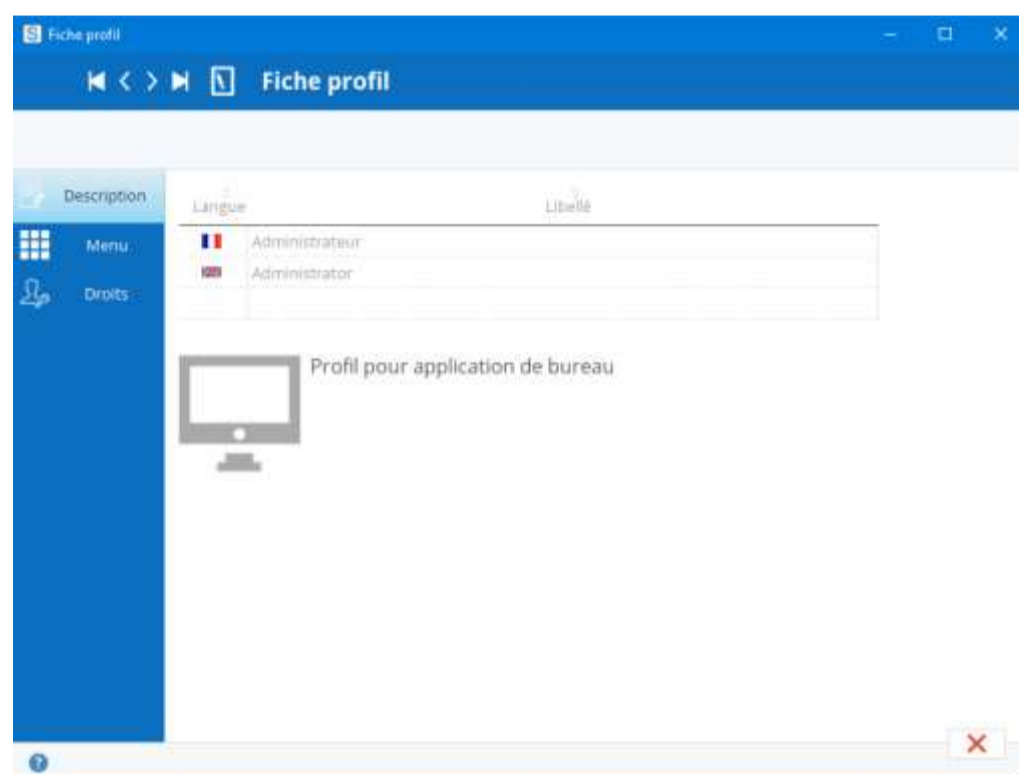 Fiche profil
Fiche profil
Description
Menu
Droits
Langue Libellé
Administrateur
Administrator
Profil pour application de bureau